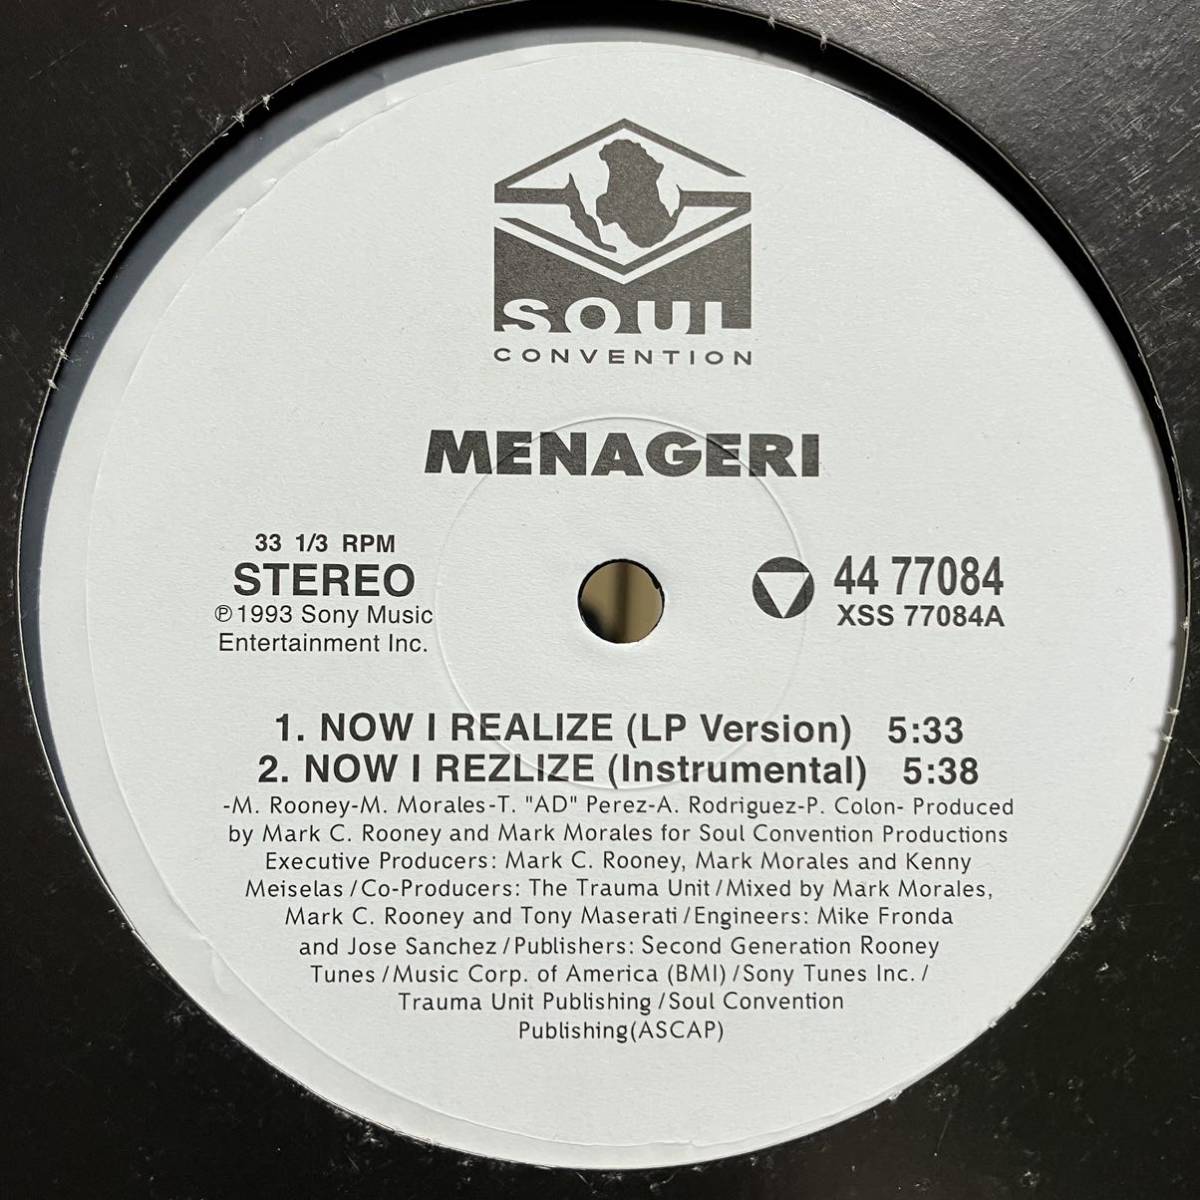 SOUL
CONVENTION
MENAGERI
33 1/3 RPM
STEREO
℗1993 Sony Music
Entertainment Inc.
44 77084
XSS 77084A
1. NOW I REALIZE (LP Version) 5:33
2. NOW I REZLIZE (Instrumental) 5:38
-M. Rooney-M. Morales-T. "AD" Perez-A. Rodriguez-P. Colon- Produced
by Mark C. Rooney and Mark Morales for Soul Convention Productions
Executive Producers: Mark C. Rooney, Mark Morales and Kenny
Meiselas/Co-Producers: The Trauma Unit/Mixed by Mark Morales,
Mark C. Rooney and Tony Maserati/Engineers: Mike Fronda
and Jose Sanchez/Publishers: Second Generation Rooney
Tunes/Music Corp. of America (BMI)/Sony Tunes Inc./
Trauma Unit Publishing/Soul Convention
Publishing(ASCAP)